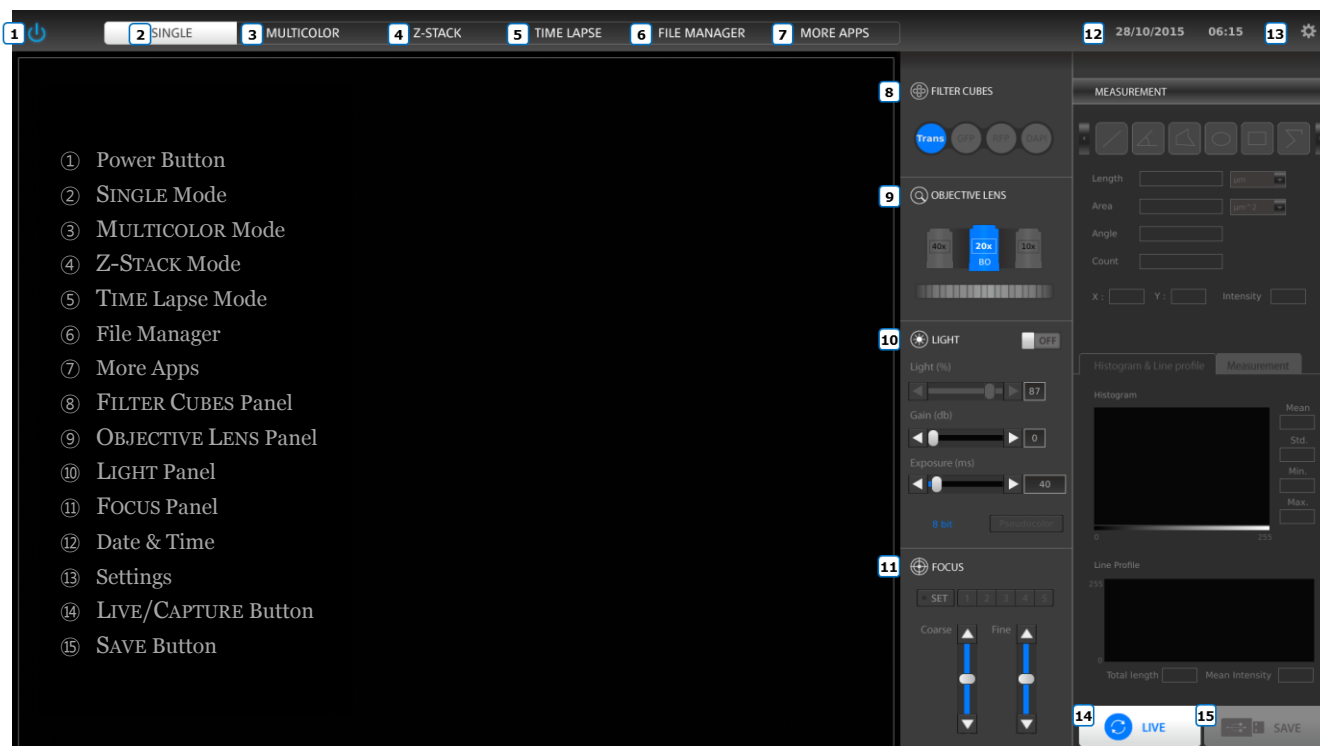 1 2 SINGLE 3 MULTICOLOR 4 Z-STACK 5 TIME LAPSE 6 FILE MANAGER 7 MORE APPS 12 28/10/2015 06:15 13
① Power Button
② SINGLE Mode
③ MULTICOLOR Mode
④ Z-STACK Mode
⑤ TIME Lapse Mode
⑥ File Manager
⑦ More Apps
⑧ FILTER CUBES Panel
⑨ OBJECTIVE LENS Panel
⑩ LIGHT Panel
⑪ FOCUS Panel
⑫ Date & Time
⑬ Settings
⑭ LIVE/CAPTURE Button
⑮ SAVE Button
8 FILTER CUBES
Trans GFP RFP DAPI
9 OBJECTIVE LENS
40x 20x 10x
BO
10 LIGHT OFF
Light (%)
87
Gain (db)
0
Exposure (ms)
40
8 bit Pseudocolor
11 FOCUS
SET 1 2 3 4 5
Coarse Fine
MEASUREMENT
Length μm
Area μm^2
Angle
Count
X : Y : Intensity
Histogram & Line profile Measurement
Histogram
Mean
Std.
Min.
Max.
0 255
Line Profile
255
0
Total length Mean Intensity
14 LIVE 15 SAVE